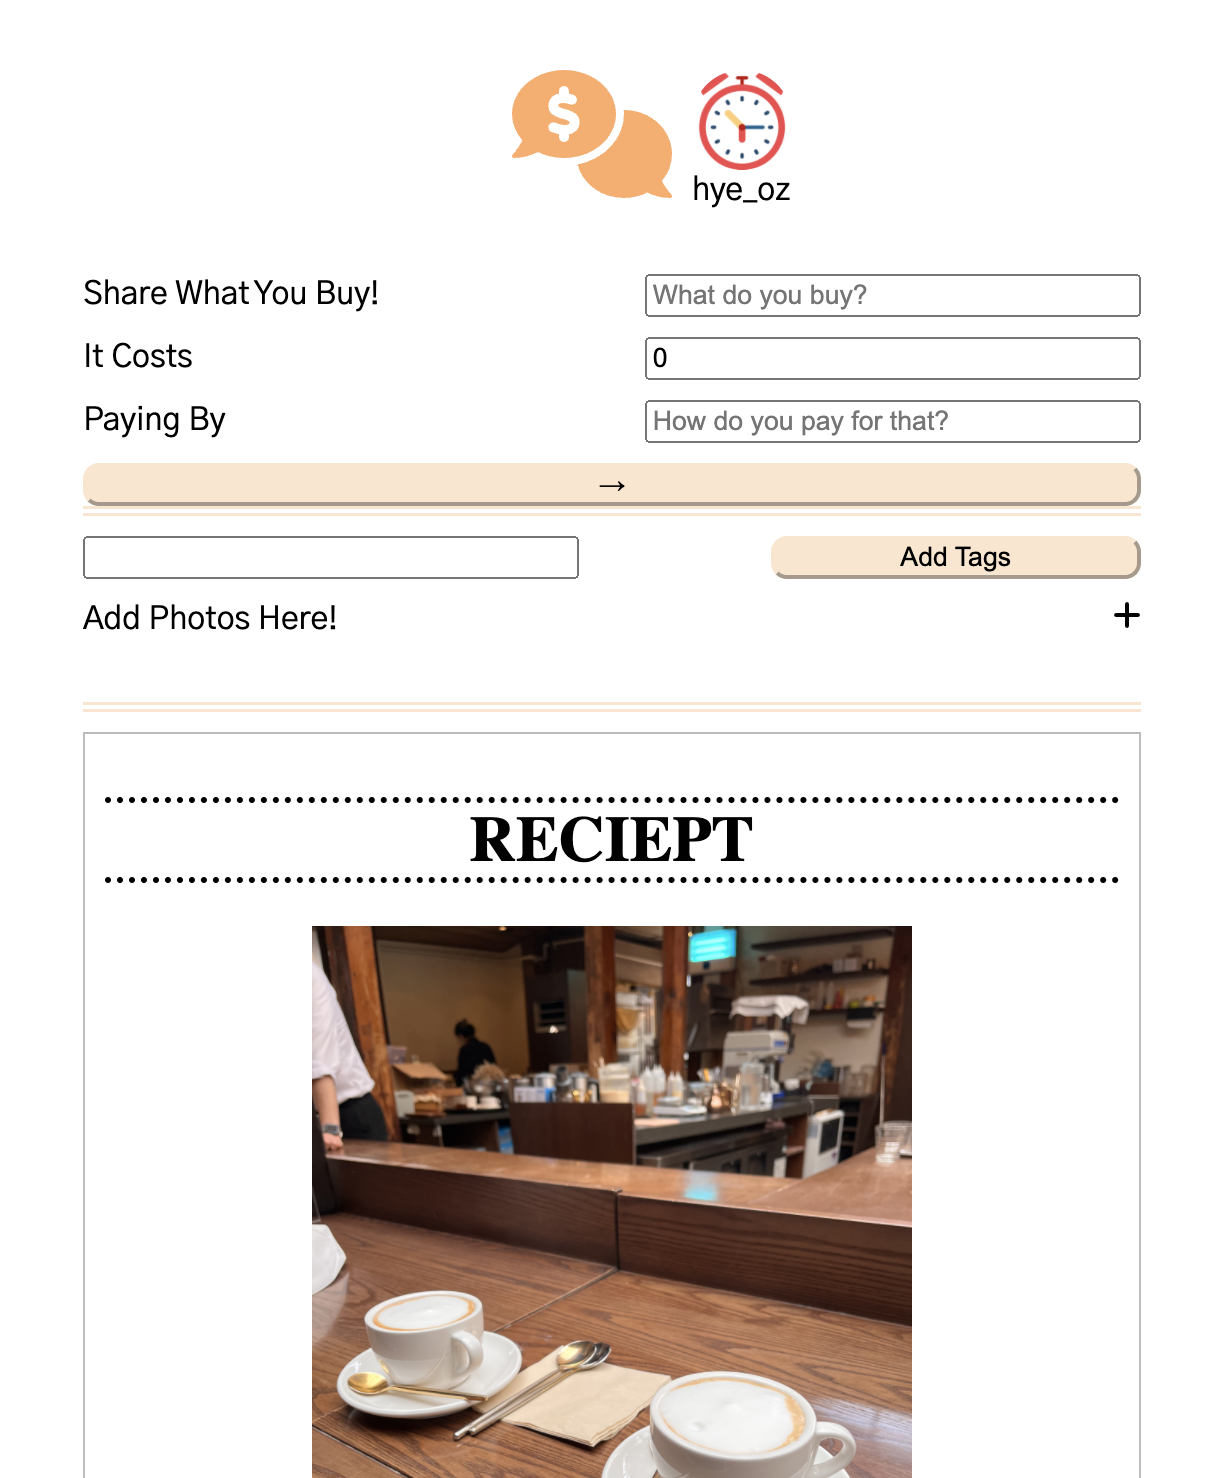 $
hye_oz
Share What You Buy!
What do you buy?
It Costs
0
Paying By
How do you pay for that?
→
Add Tags
Add Photos Here!
+
RECIEPT